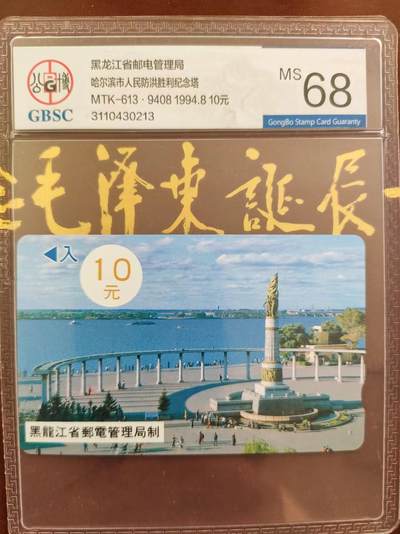 黑龙江省邮电管理局
哈尔滨市人民防洪胜利纪念塔
MTK-613 · 9408 1994.8 10元
3110430213
公博
G
GBSC
MS 68
GongBo Stamp Card Guaranty
毛泽東誕辰
入
10
元
黑龍江省郵電管理局制